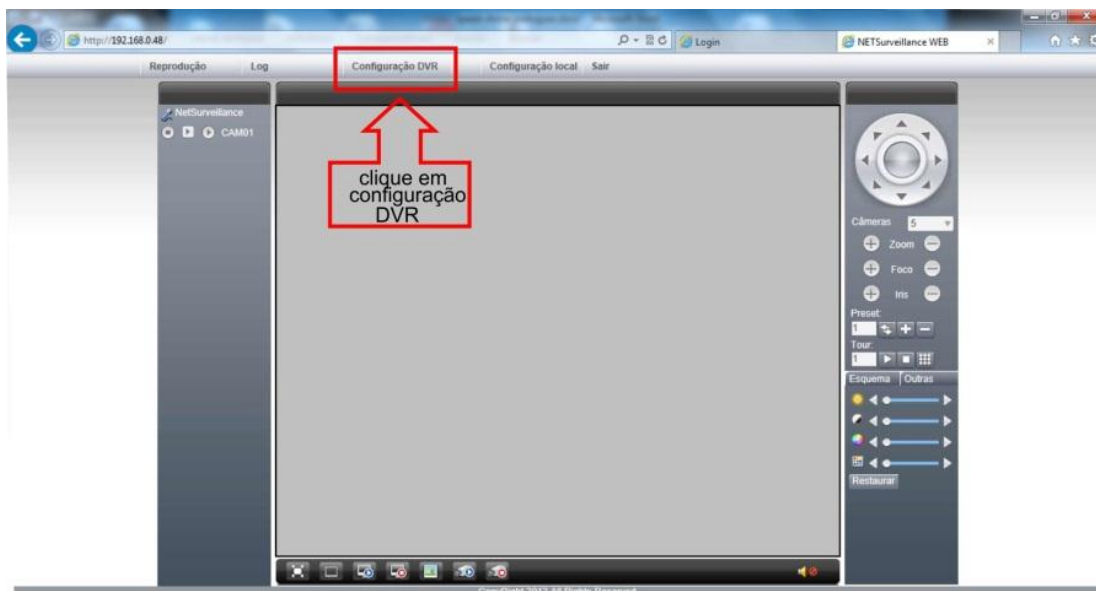 http://192.168.0.48/
Login
NETSurveillance WEB
Reprodução
Log
Configuração DVR
Configuração local
Sair
NetSurveillance
CAM01
clique em
configuração
DVR
Câmeras 5
Zoom
Foco
Iris
Preset:
1
Tour:
1
Esquema
Outras
Restaurar